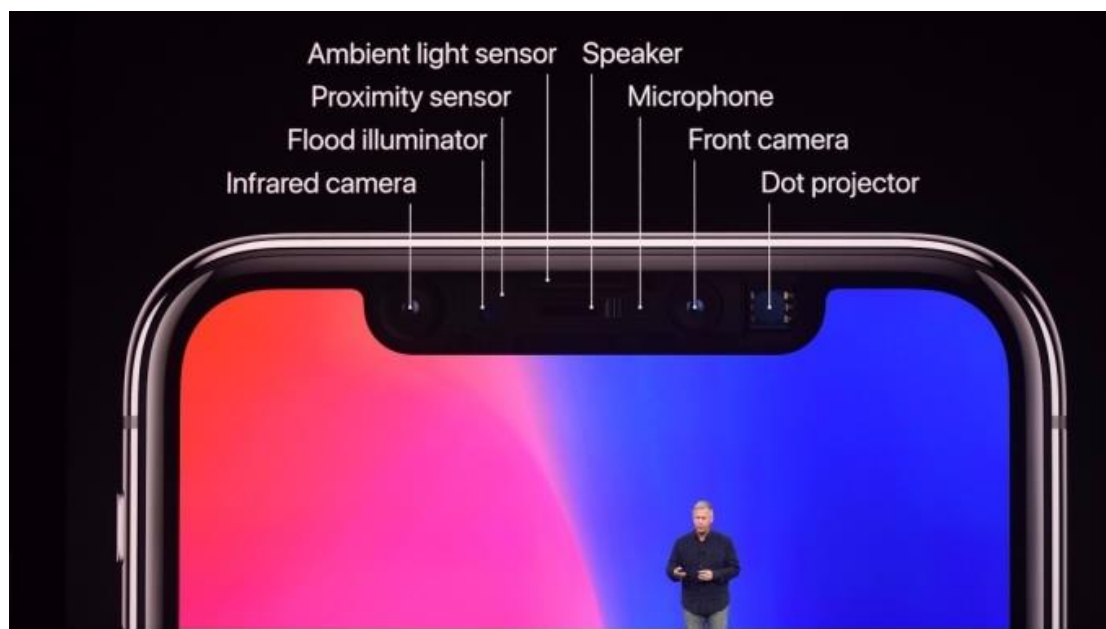 Ambient light sensor
Speaker
Proximity sensor
Microphone
Flood illuminator
Front camera
Infrared camera
Dot projector